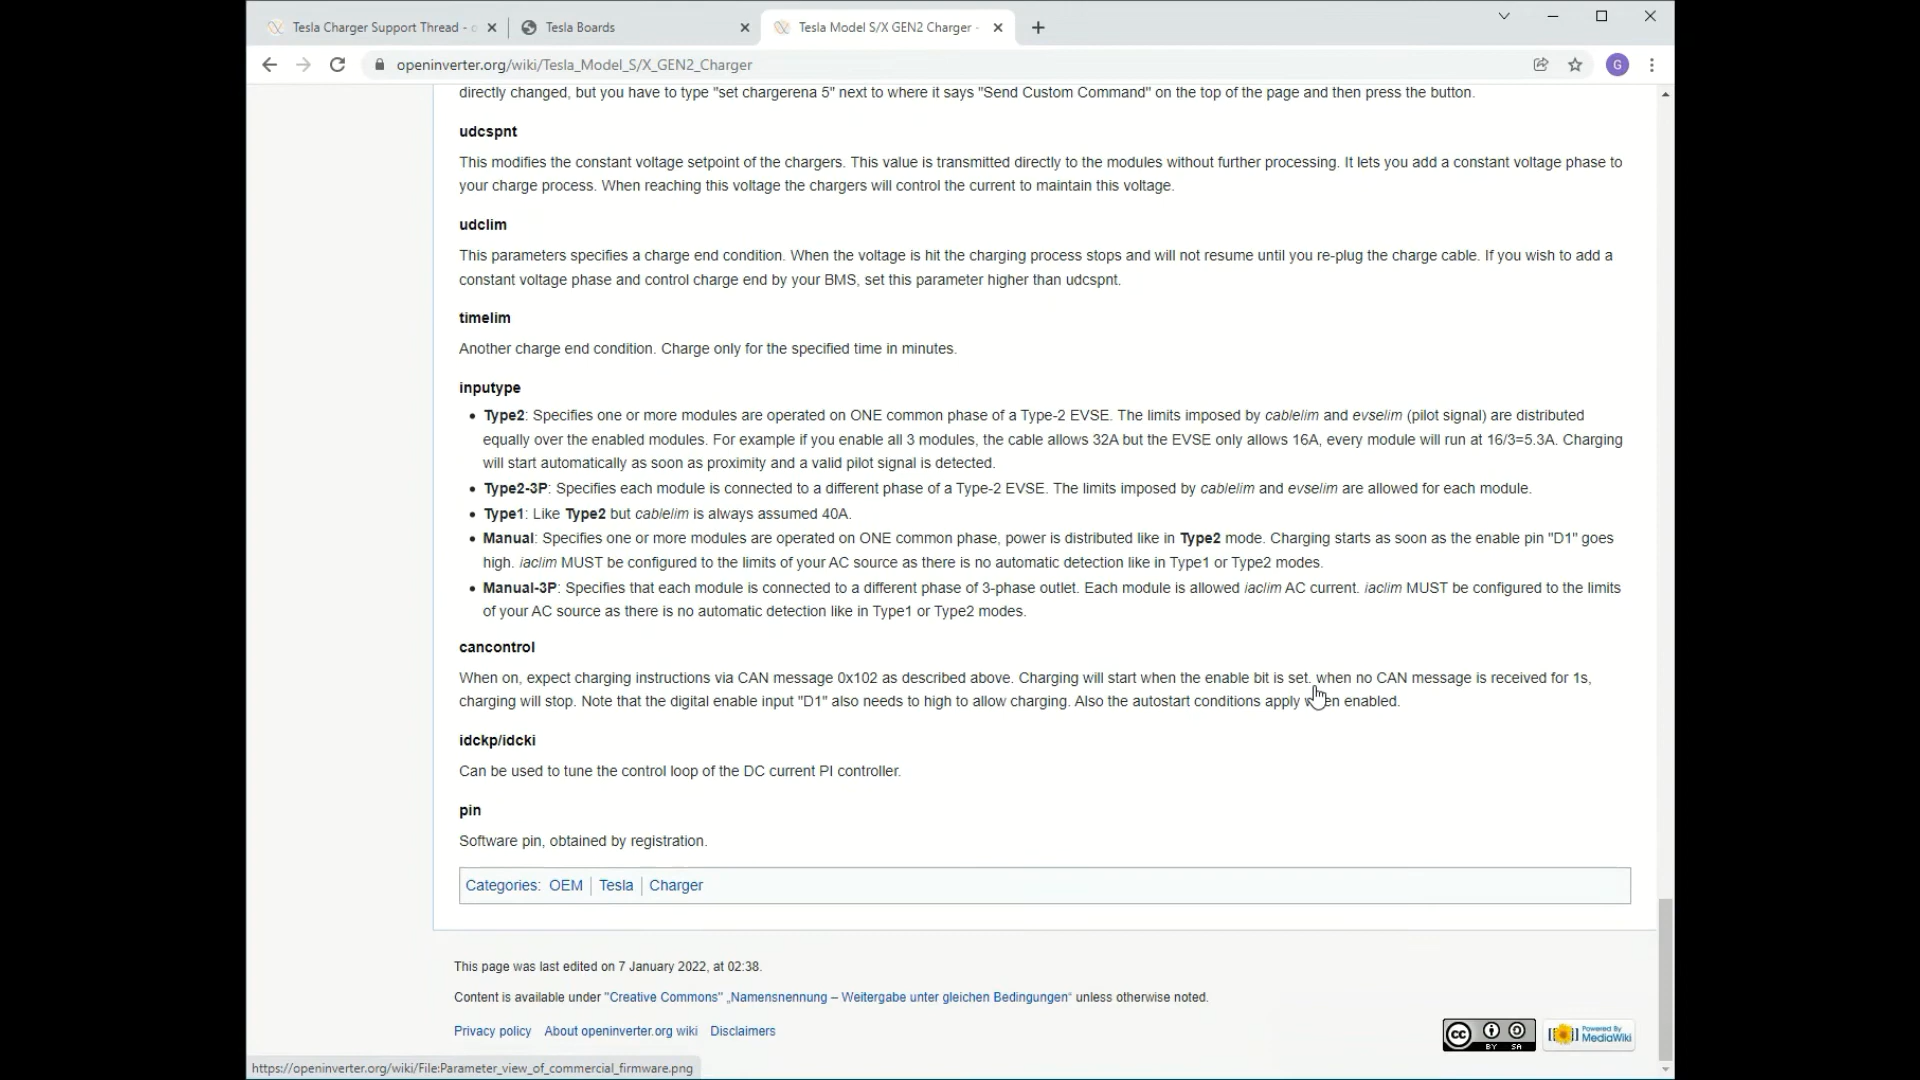 Tesla Charger Support Thread -
Tesla Boards
Tesla Model S/X GEN2 Charger -
openinverter.org/wiki/Tesla_Model_S/X_GEN2_Charger
G
directly changed, but you have to type "set chargerena 5" next to where it says "Send Custom Command" on the top of the page and then press the button.
udcspnt
This modifies the constant voltage setpoint of the chargers. This value is transmitted directly to the modules without further processing. It lets you add a constant voltage phase to
your charge process. When reaching this voltage the chargers will control the current to maintain this voltage.
udclim
This parameters specifies a charge end condition. When the voltage is hit the charging process stops and will not resume until you re-plug the charge cable. If you wish to add a
constant voltage phase and control charge end by your BMS, set this parameter higher than udcspnt.
timelim
Another charge end condition. Charge only for the specified time in minutes.
inputype
• Type2: Specifies one or more modules are operated on ONE common phase of a Type-2 EVSE. The limits imposed by cablelim and evselim (pilot signal) are distributed
equally over the enabled modules. For example if you enable all 3 modules, the cable allows 32A but the EVSE only allows 16A, every module will run at 16/3=5.3A. Charging
will start automatically as soon as proximity and a valid pilot signal is detected.
• Type2-3P: Specifies each module is connected to a different phase of a Type-2 EVSE. The limits imposed by cablelim and evselim are allowed for each module.
• Type1: Like Type2 but cablelim is always assumed 40A.
• Manual: Specifies one or more modules are operated on ONE common phase, power is distributed like in Type2 mode. Charging starts as soon as the enable pin "D1" goes
high. iaclim MUST be configured to the limits of your AC source as there is no automatic detection like in Type1 or Type2 modes.
• Manual-3P: Specifies that each module is connected to a different phase of 3-phase outlet. Each module is allowed iaclim AC current. iaclim MUST be configured to the limits
of your AC source as there is no automatic detection like in Type1 or Type2 modes.
cancontrol
When on, expect charging instructions via CAN message 0x102 as described above. Charging will start when the enable bit is set. when no CAN message is received for 1s,
charging will stop. Note that the digital enable input "D1" also needs to high to allow charging. Also the autostart conditions apply when enabled.
idckp/idcki
Can be used to tune the control loop of the DC current PI controller.
pin
Software pin, obtained by registration.
Categories: OEM | Tesla | Charger
This page was last edited on 7 January 2022, at 02:38.
Content is available under "Creative Commons" „Namensnennung – Weitergabe unter gleichen Bedingungen“ unless otherwise noted.
Privacy policy About openinverter.org wiki Disclaimers
cc BY SA
Powered By MediaWiki
https://openinverter.org/wiki/File:Parameter_view_of_commercial_firmware.png